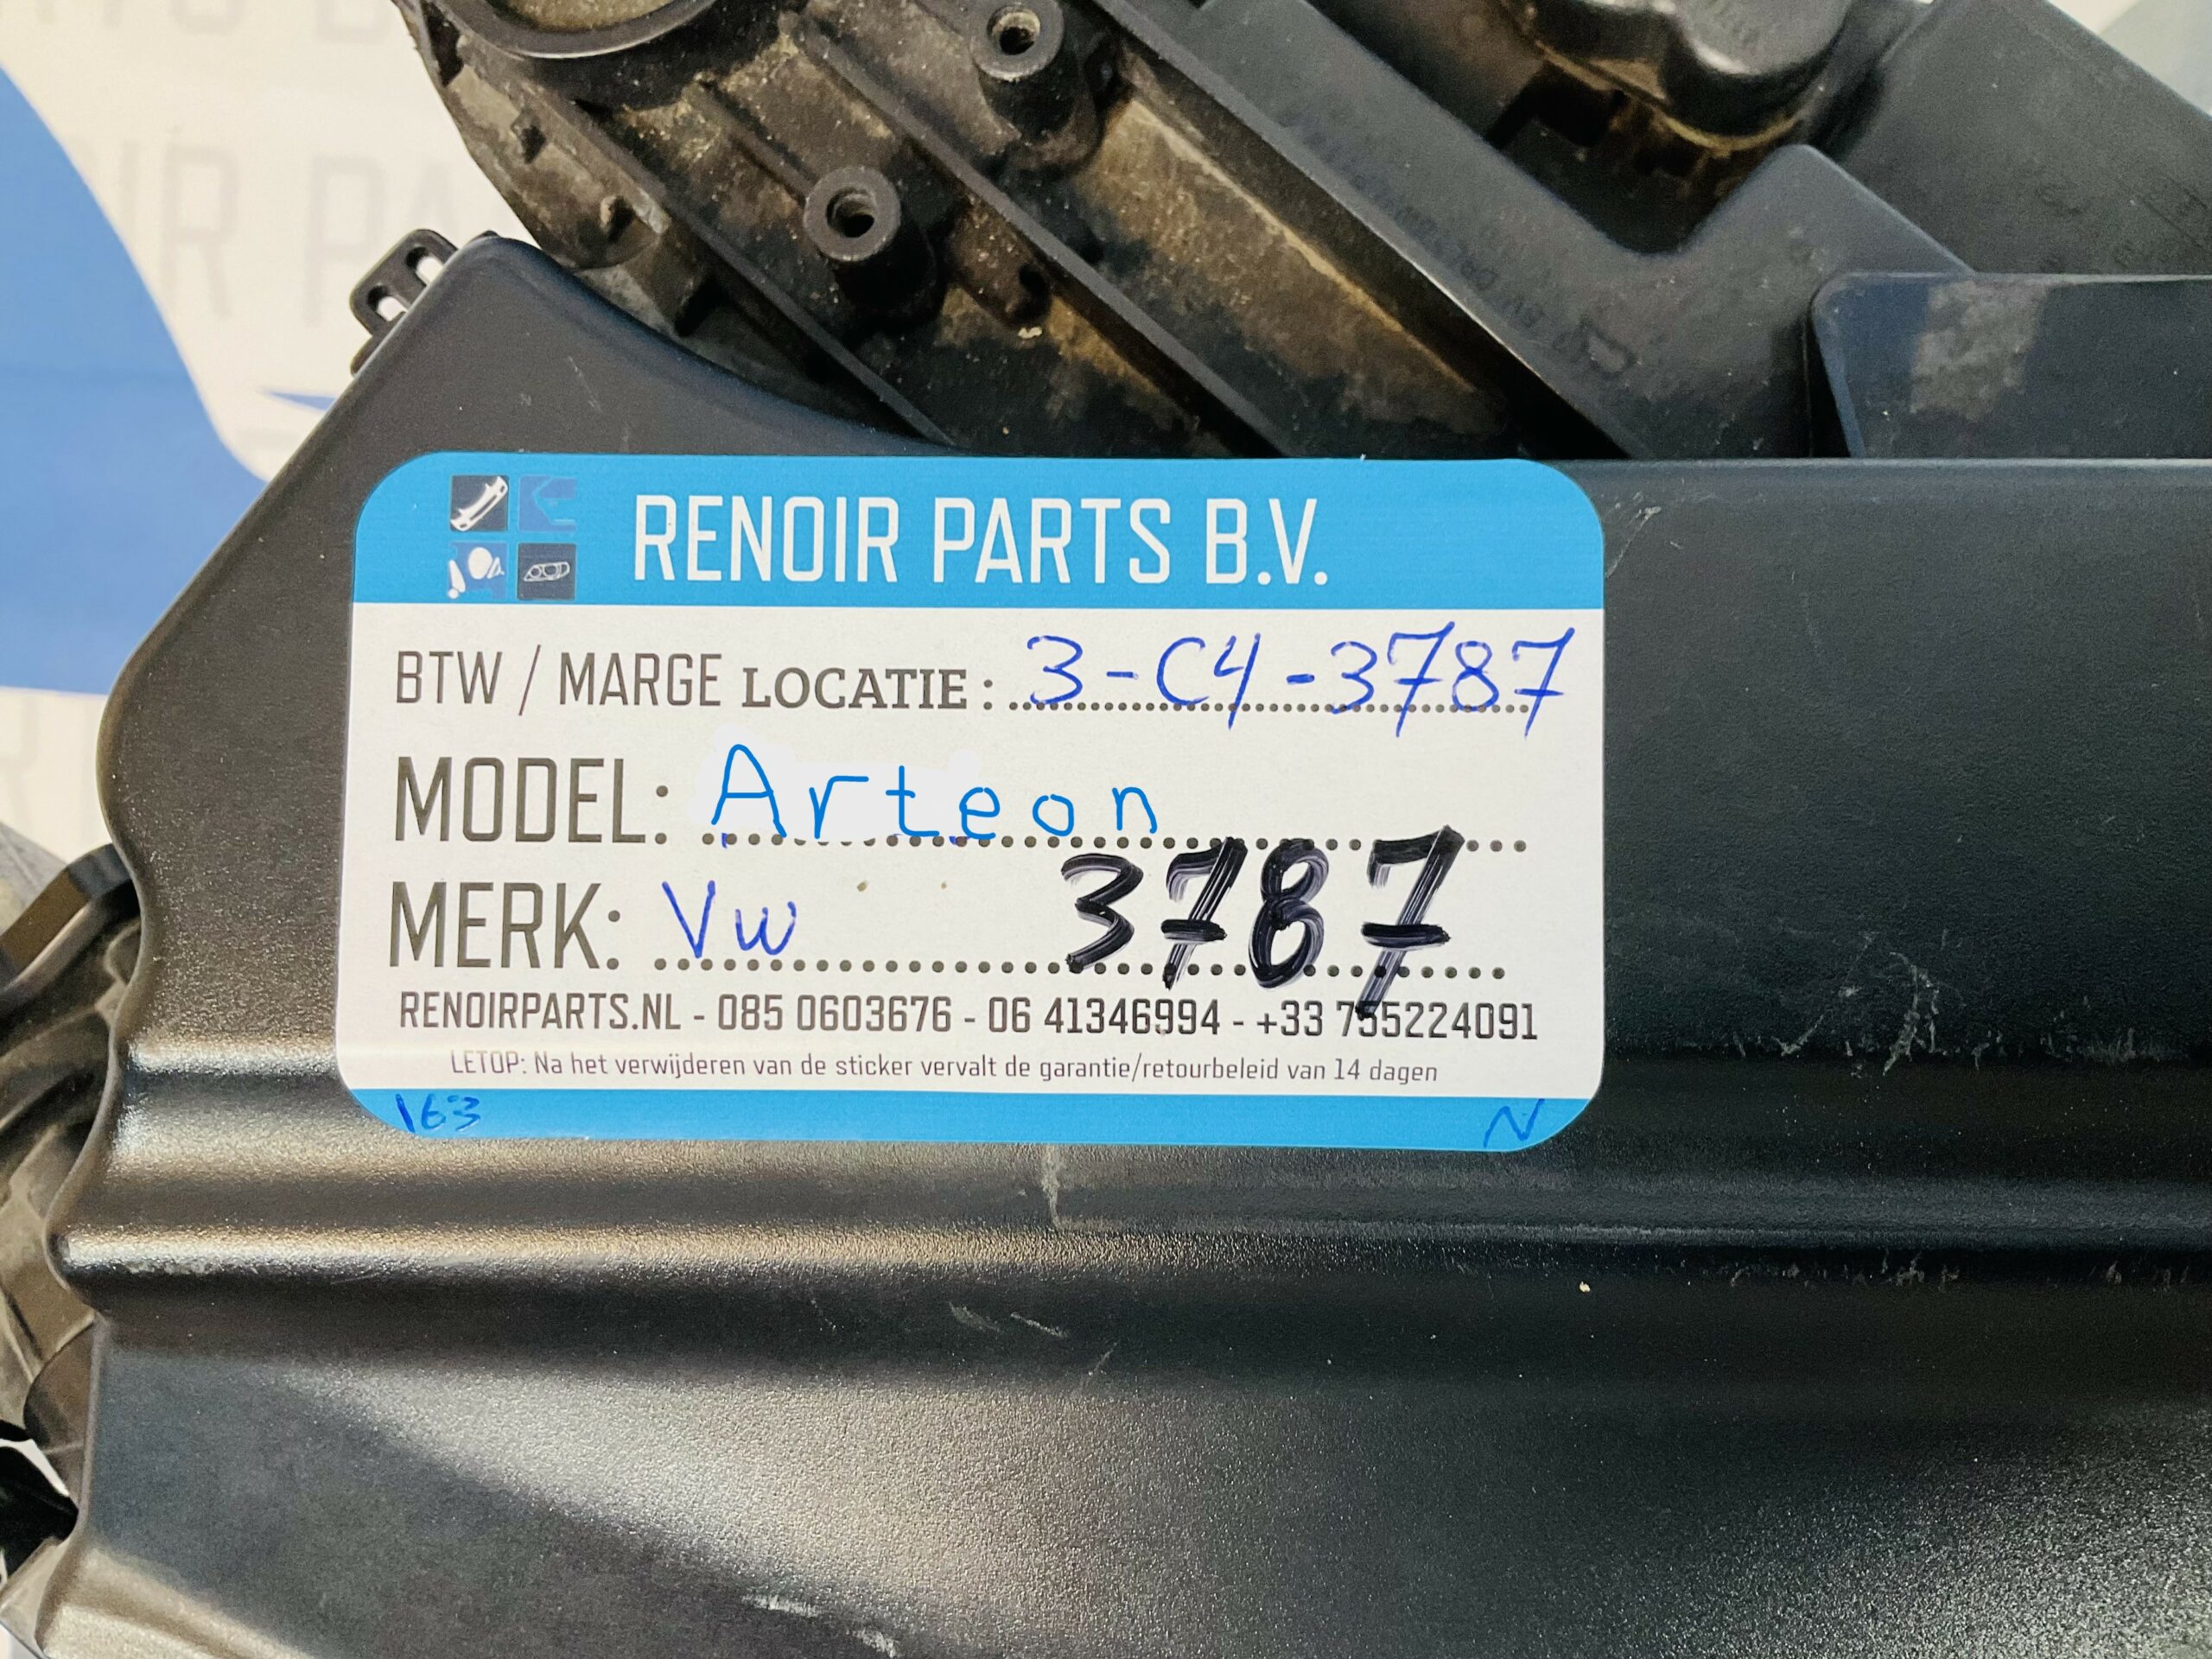 RENOIR PARTS B.V.
BTW / MARGE LOCATIE : 3-C4-3787
MODEL: Arteon
MERK: Vw 3787
RENOIRPARTS.NL - 085 0603676 - 06 41346994 - +33 755224091
LETOP: Na het verwijderen van de sticker vervalt de garantie/retourbeleid van 14 dagen
163 N